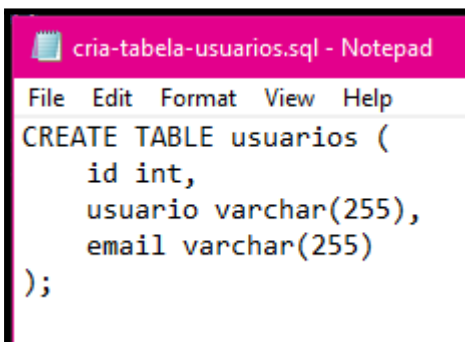 cria-tabela-usuarios.sql - Notepad
File Edit Format View Help
CREATE TABLE usuarios (
    id int,
    usuario varchar(255),
    email varchar(255)
);